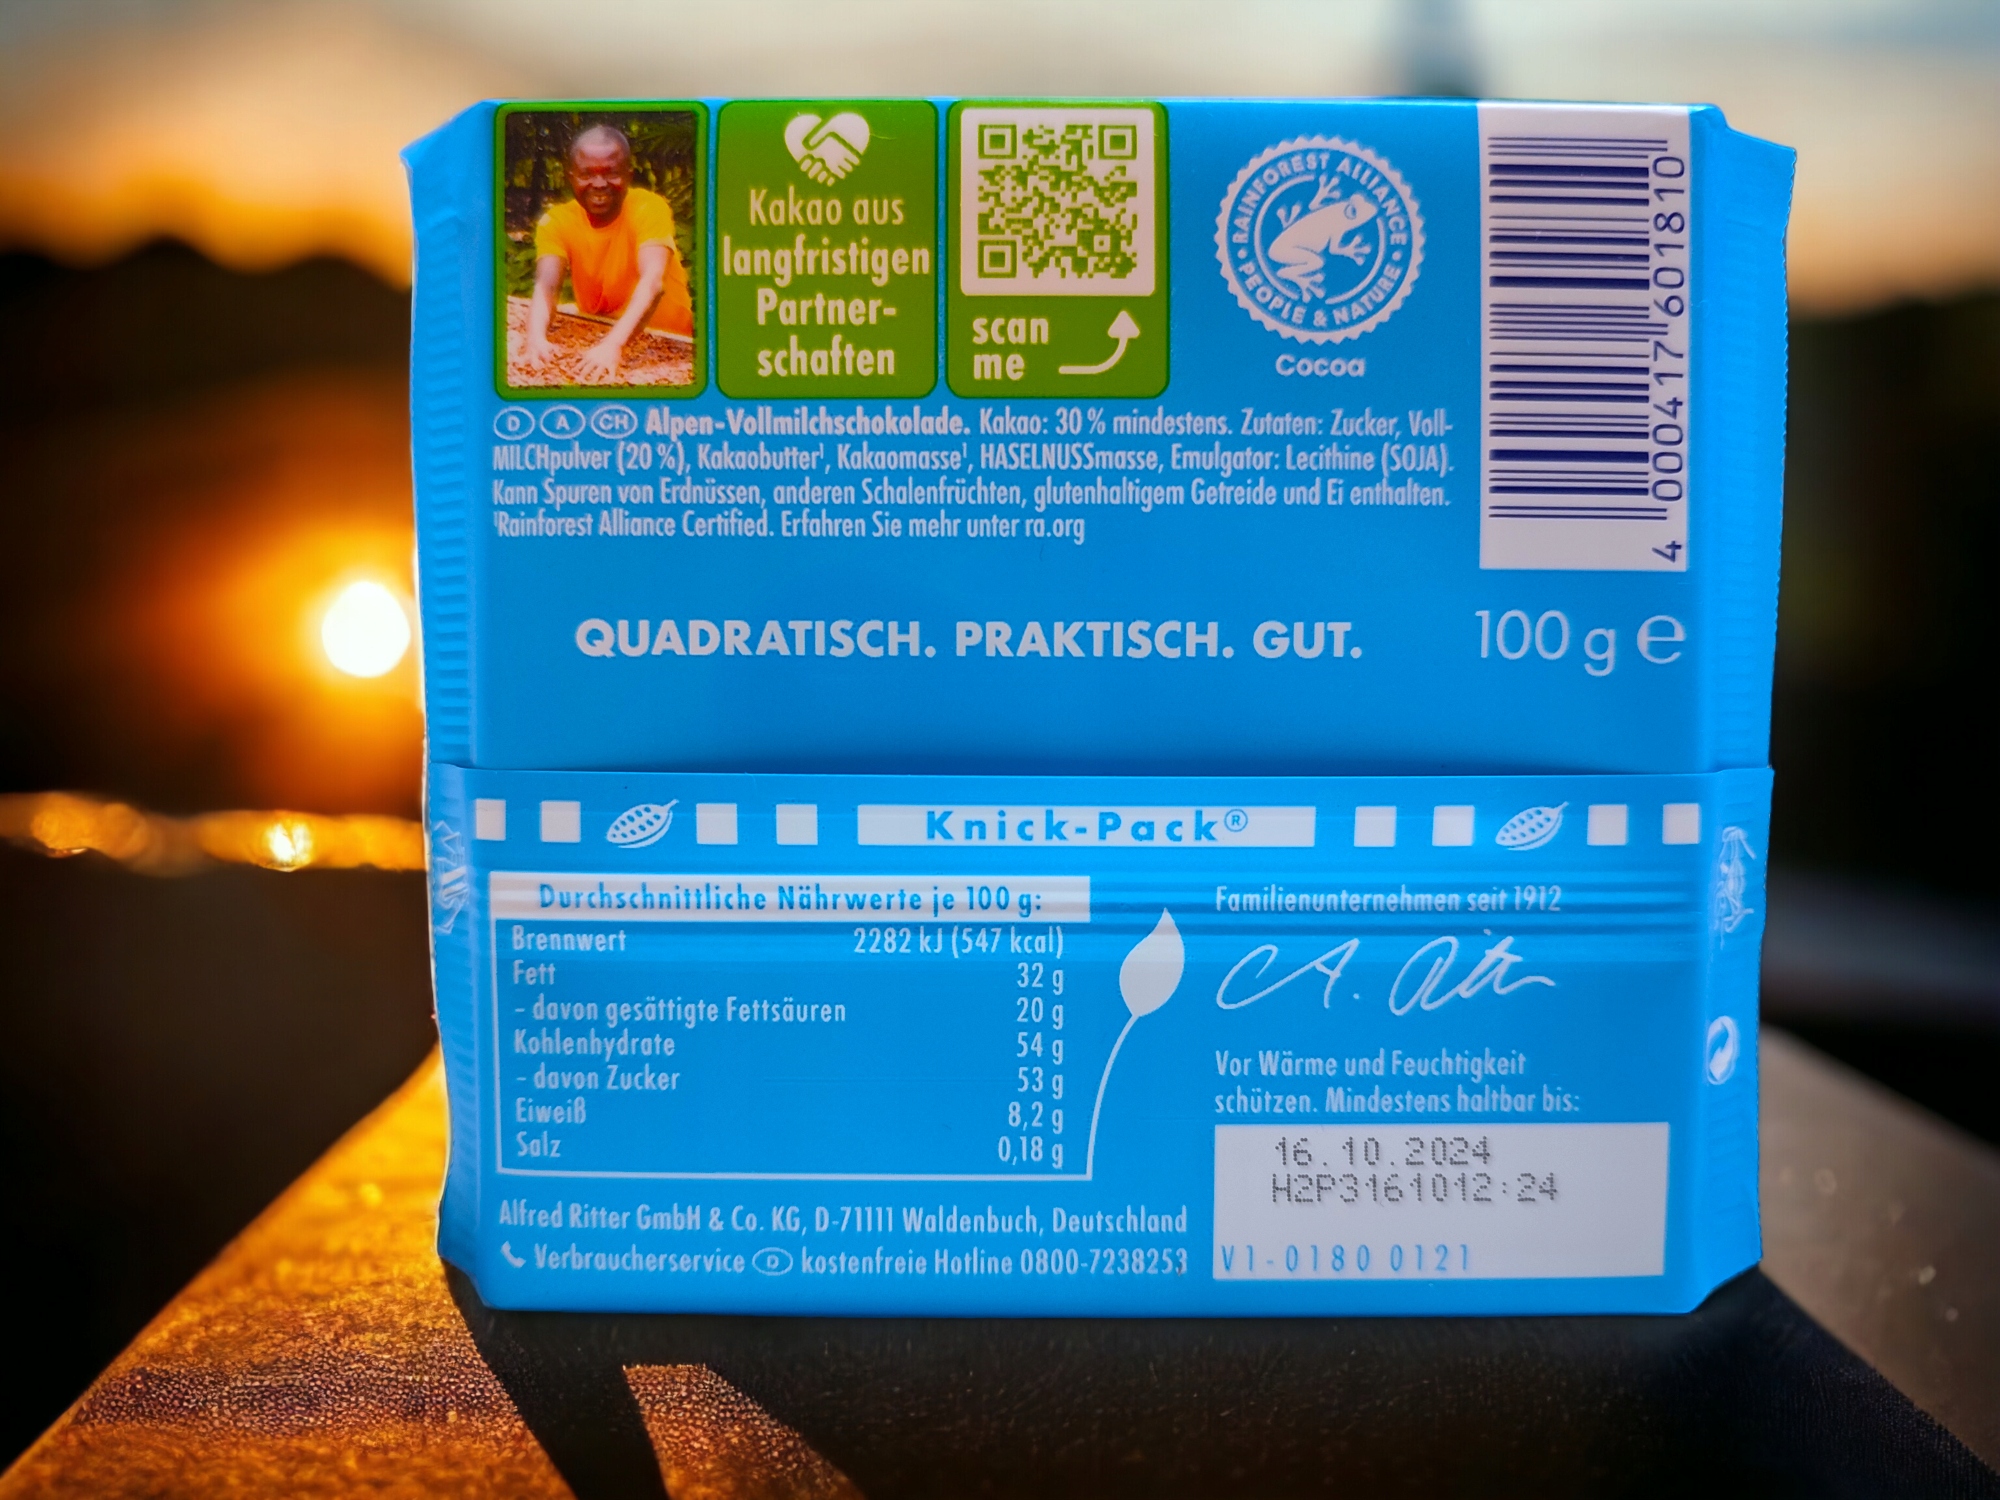 Kakao aus
langfristigen
Partner-
schaften
scan
me
RAINFOREST ALLIANCE
PEOPLE & NATURE
Cocoa
4 000417 601810
D A CH Alpen-Vollmilchschokolade. Kakao: 30 % mindestens. Zutaten: Zucker, Voll-
MILCHpulver (20 %), Kakaobutter¹, Kakaomasse¹, HASELNUSSmasse, Emulgator: Lecithine (SOJA).
Kann Spuren von Erdnüssen, anderen Schalenfrüchten, glutenhaltigem Getreide und Ei enthalten.
¹Rainforest Alliance Certified. Erfahren Sie mehr unter ra.org
QUADRATISCH. PRAKTISCH. GUT.
100 g e
Knick-Pack®
Durchschnittliche Nährwerte je 100 g:
Brennwert 2282 kJ (547 kcal)
Fett 32 g
- davon gesättigte Fettsäuren 20 g
Kohlenhydrate 54 g
- davon Zucker 53 g
Eiweiß 8,2 g
Salz 0,18 g
Familienunternehmen seit 1912
A. Ritter
Vor Wärme und Feuchtigkeit
schützen. Mindestens haltbar bis:
16.10.2024
H2P3161012:24
V1-0180 0121
Alfred Ritter GmbH & Co. KG, D-71111 Waldenbuch, Deutschland
Verbraucherservice D kostenfreie Hotline 0800-7238253